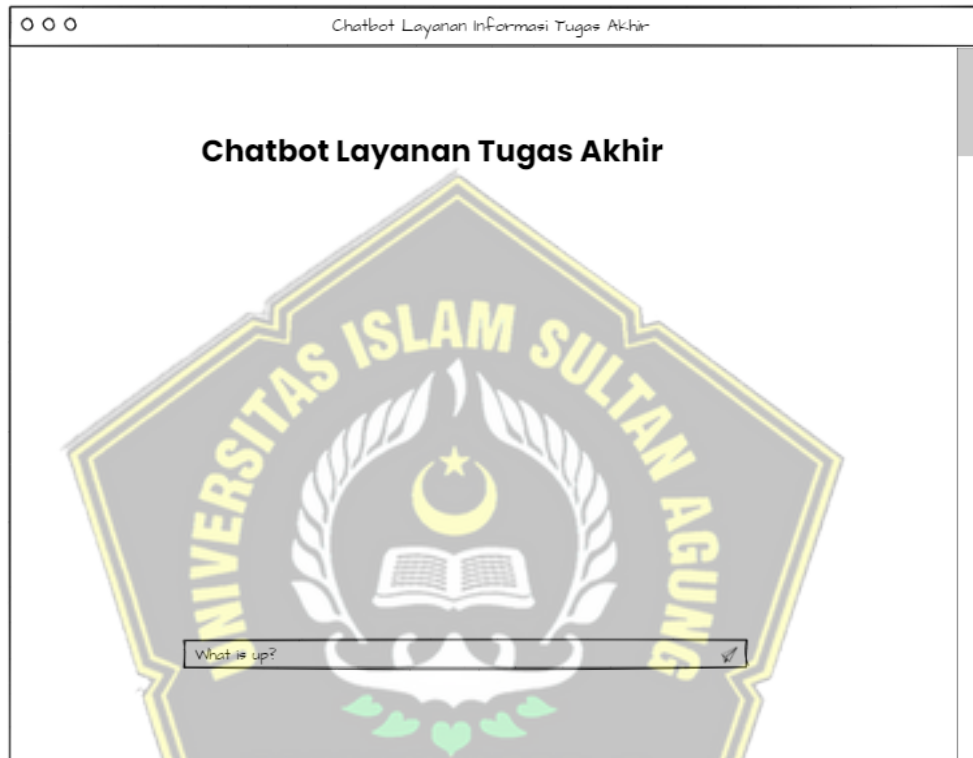 Chatbot Layanan Informasi Tugas Akhir
Chatbot Layanan Tugas Akhir
UNIVERSITAS ISLAM SULTAN AGUNG
What is up?